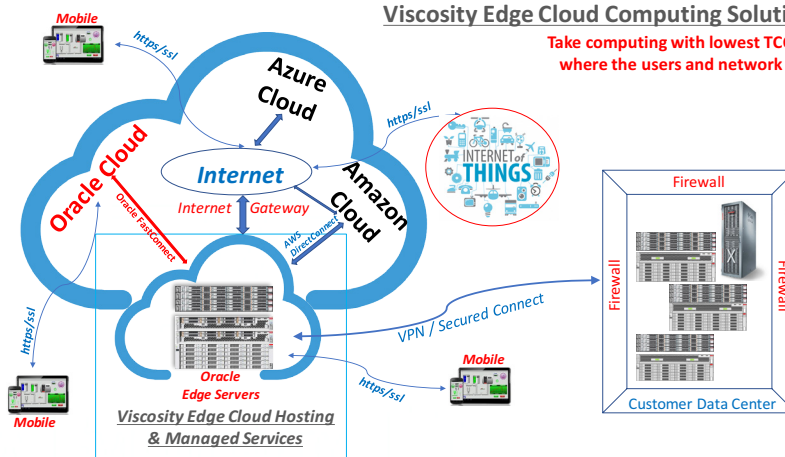 Viscosity Edge Cloud Computing Soluti
Take computing with lowest TCO
where the users and network
Mobile
https/ssl
Azure
Cloud
https/ssl
Oracle Cloud
Internet
INTERNET of
THINGS
Amazon
Cloud
Internet Gateway
Oracle FastConnect
AWS
DirectConnect
Firewall
Firewall
Firewall
X
VPN / Secured Connect
https/ssl
Oracle
Edge Servers
https/ssl
Mobile
Mobile
Viscosity Edge Cloud Hosting
& Managed Services
Customer Data Center